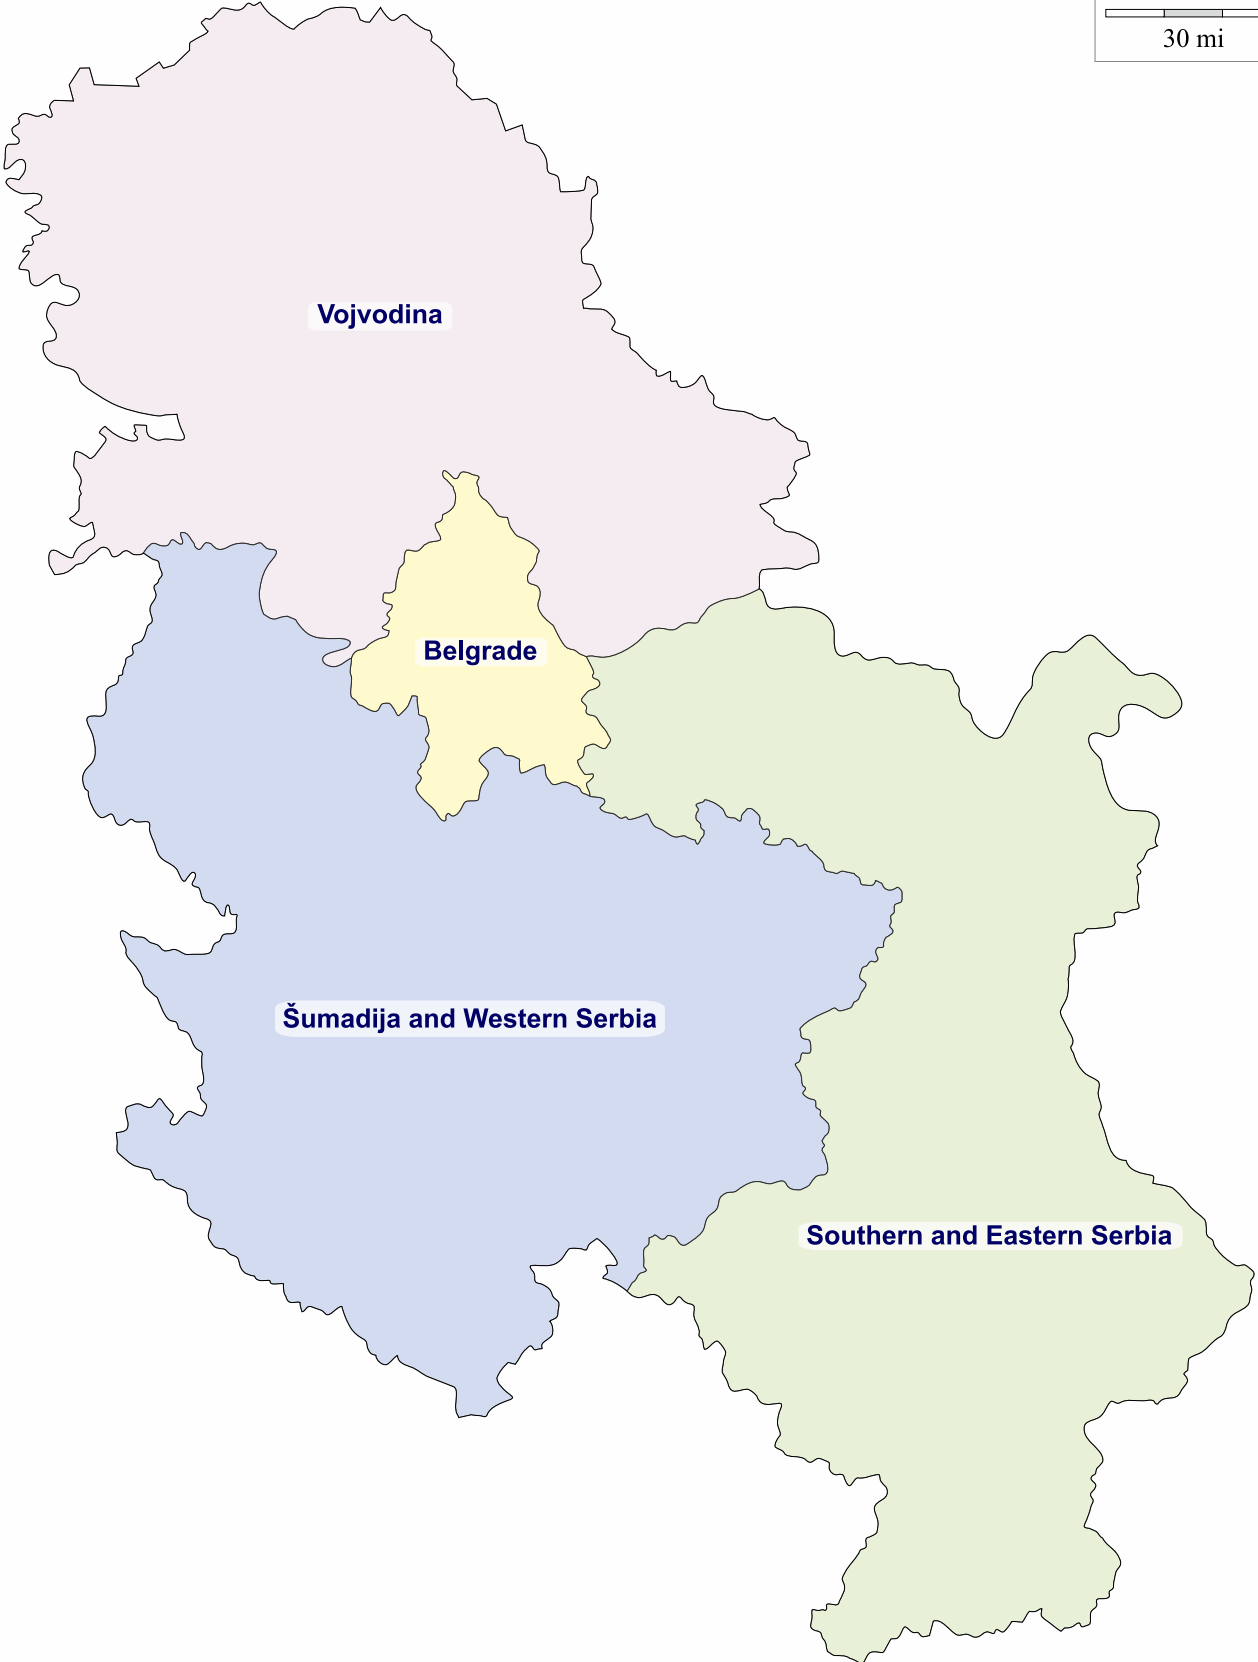 30 mi
Vojvodina
Belgrade
Šumadija and Western Serbia
Southern and Eastern Serbia